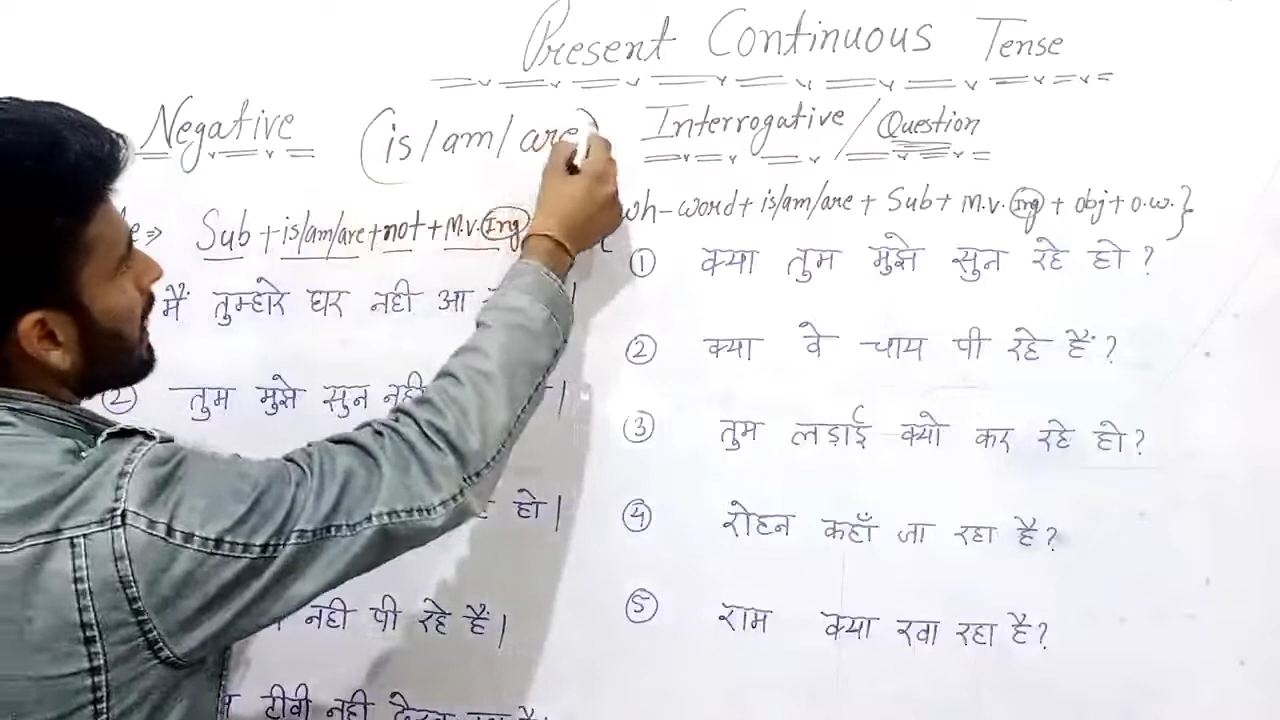 Present Continuous Tense
Negative (is/am/are)
Sub + is/am/are + not + M.V. Ing
मैं तुम्हारे घर नही आ
② तुम मुझे सुन नही
हो।
नही पी रहे हैं।
टीवी नही
Interrogative / Question
wh-word + is/am/are + Sub + M.V. Ing + obj + o.w. }
① क्या तुम मुझे सुन रहे हो ?
② क्या वे चाय पी रहे हैं ?
③ तुम लड़ाई क्यो कर रहे हो ?
④ रोहन कहाँ जा रहा है ?
⑤ राम क्या खा रहा है ?